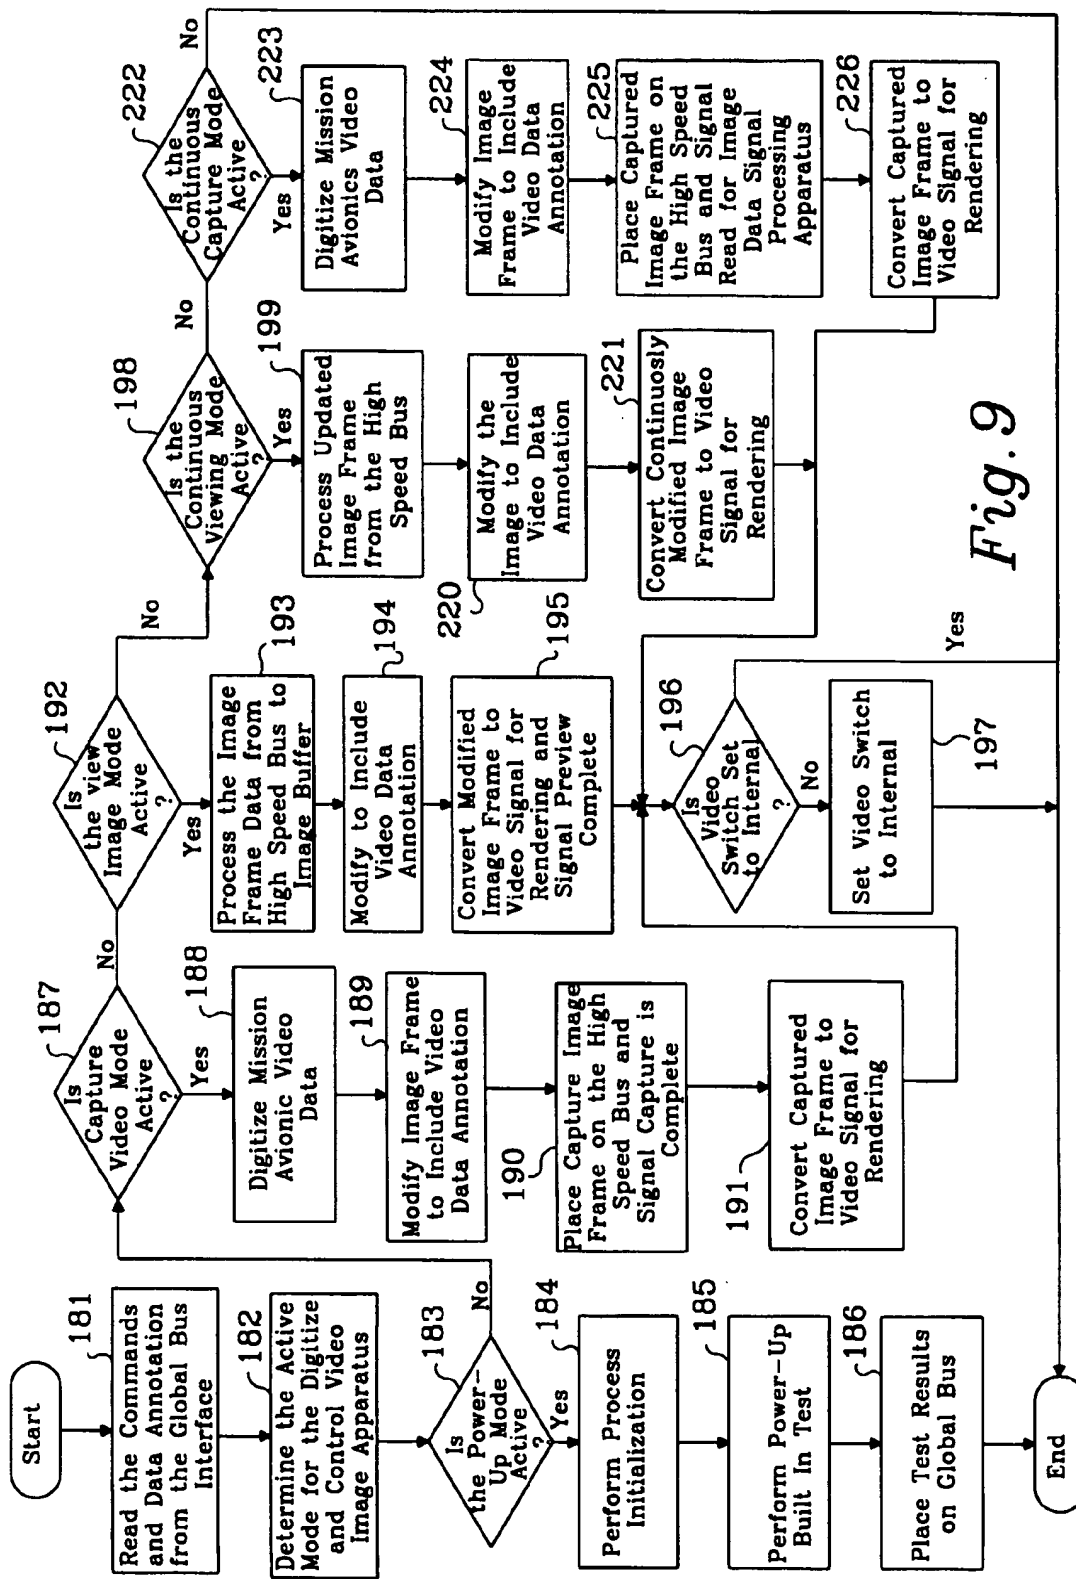 Start
181
Read the Commands
and Data Annotation
from the Global Bus
Interface
182
Determine the Active
Mode for the Digitize
and Control Video
Image Apparatus
183
Is
the Power-
Up Mode
Active
?
No
Yes
184
Perform Process
Initialization
185
Perform Power-Up
Built In Test
186
Place Test Results
on Global Bus
End
187
Is
Capture
Video Mode
Active
?
No
Yes
188
Digitize Mission
Avionic Video
Data
189
Modify Image Frame
to Include Video
Data Annotation
190
Place Capture Image
Frame on the High
Speed Bus and
Signal Capture is
Complete
191
Convert Captured
Image Frame to
Video Signal for
Rendering
192
Is
the view
Image Mode
Active
?
No
Yes
193
Process the Image
Frame Data from
High Speed Bus to
Image Buffer
194
Modify to Include
Video Data
Annotation
195
Convert Modified
Image Frame to
Video Signal for
Rendering and
Signal Preview
Complete
196
Is
Video
Switch Set
to Internal
?
Yes
No
197
Set Video Switch
to Internal
198
Is the
Continuous
Viewing Mode
Active
?
No
Yes
199
Process Updated
Image Frame
from the High
Speed Bus
220
Modify the
Image to Include
Video Data
Annotation
221
Convert Continuosly
Modified Image
Frame to Video
Signal for
Rendering
222
Is the
Continuous
Capture Mode
Active
?
No
Yes
223
Digitize Mission
Avionics Video
Data
224
Modify Image
Frame to Include
Video Data
Annotation
225
Place Captured
Image Frame on
the High Speed
Bus and Signal
Read for Image
Data Signal
Processing
Apparatus
226
Convert Captured
Image Frame to
Video Signal for
Rendering
Fig. 9